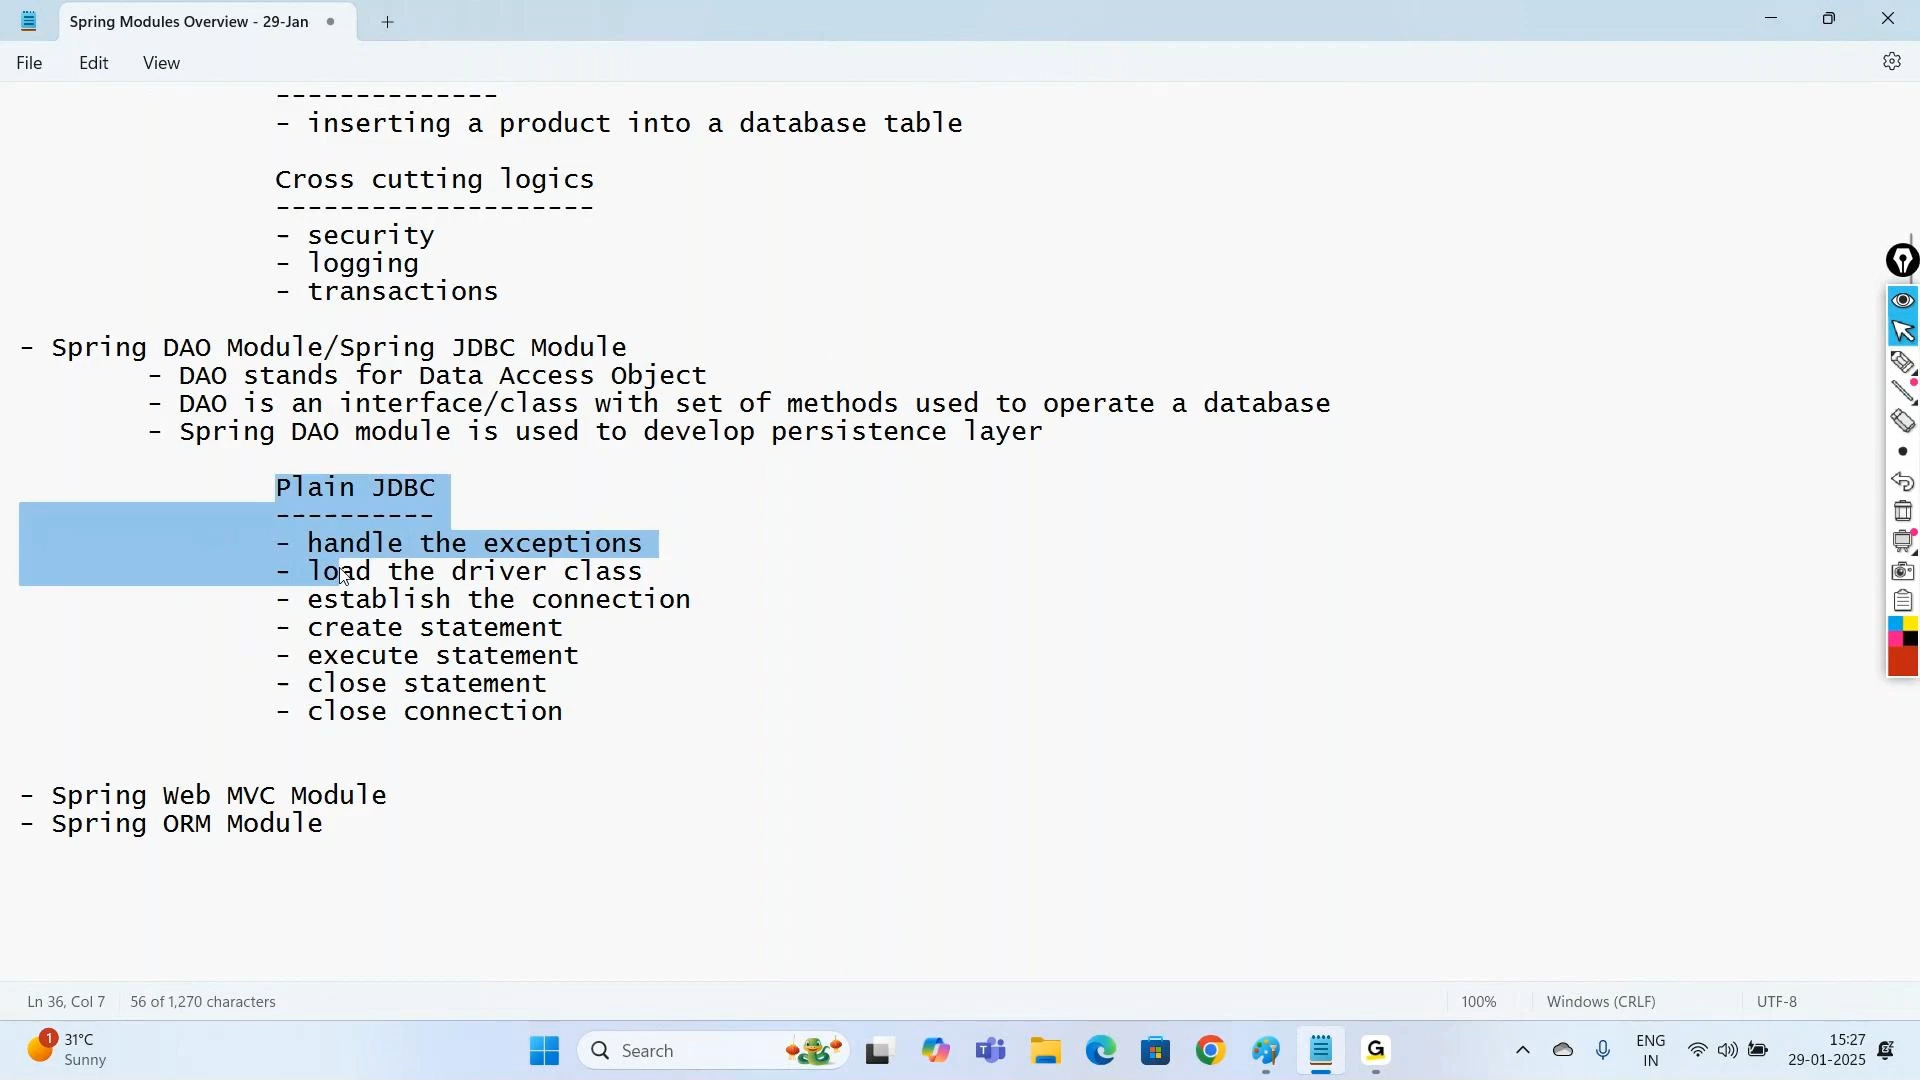 Spring Modules Overview - 29-Jan
File Edit View
--------------
- inserting a product into a database table
Cross cutting logics
--------------------
- security
- logging
- transactions
- Spring DAO Module/Spring JDBC Module
- DAO stands for Data Access Object
- DAO is an interface/class with set of methods used to operate a database
- Spring DAO module is used to develop persistence layer
Plain JDBC
----------
- handle the exceptions
- load the driver class
- establish the connection
- create statement
- execute statement
- close statement
- close connection
- Spring Web MVC Module
- Spring ORM Module
Ln 36, Col 7 56 of 1,270 characters 100% Windows (CRLF) UTF-8
1 31°C
Sunny
Search
G
ENG
IN
15:27
29-01-2025